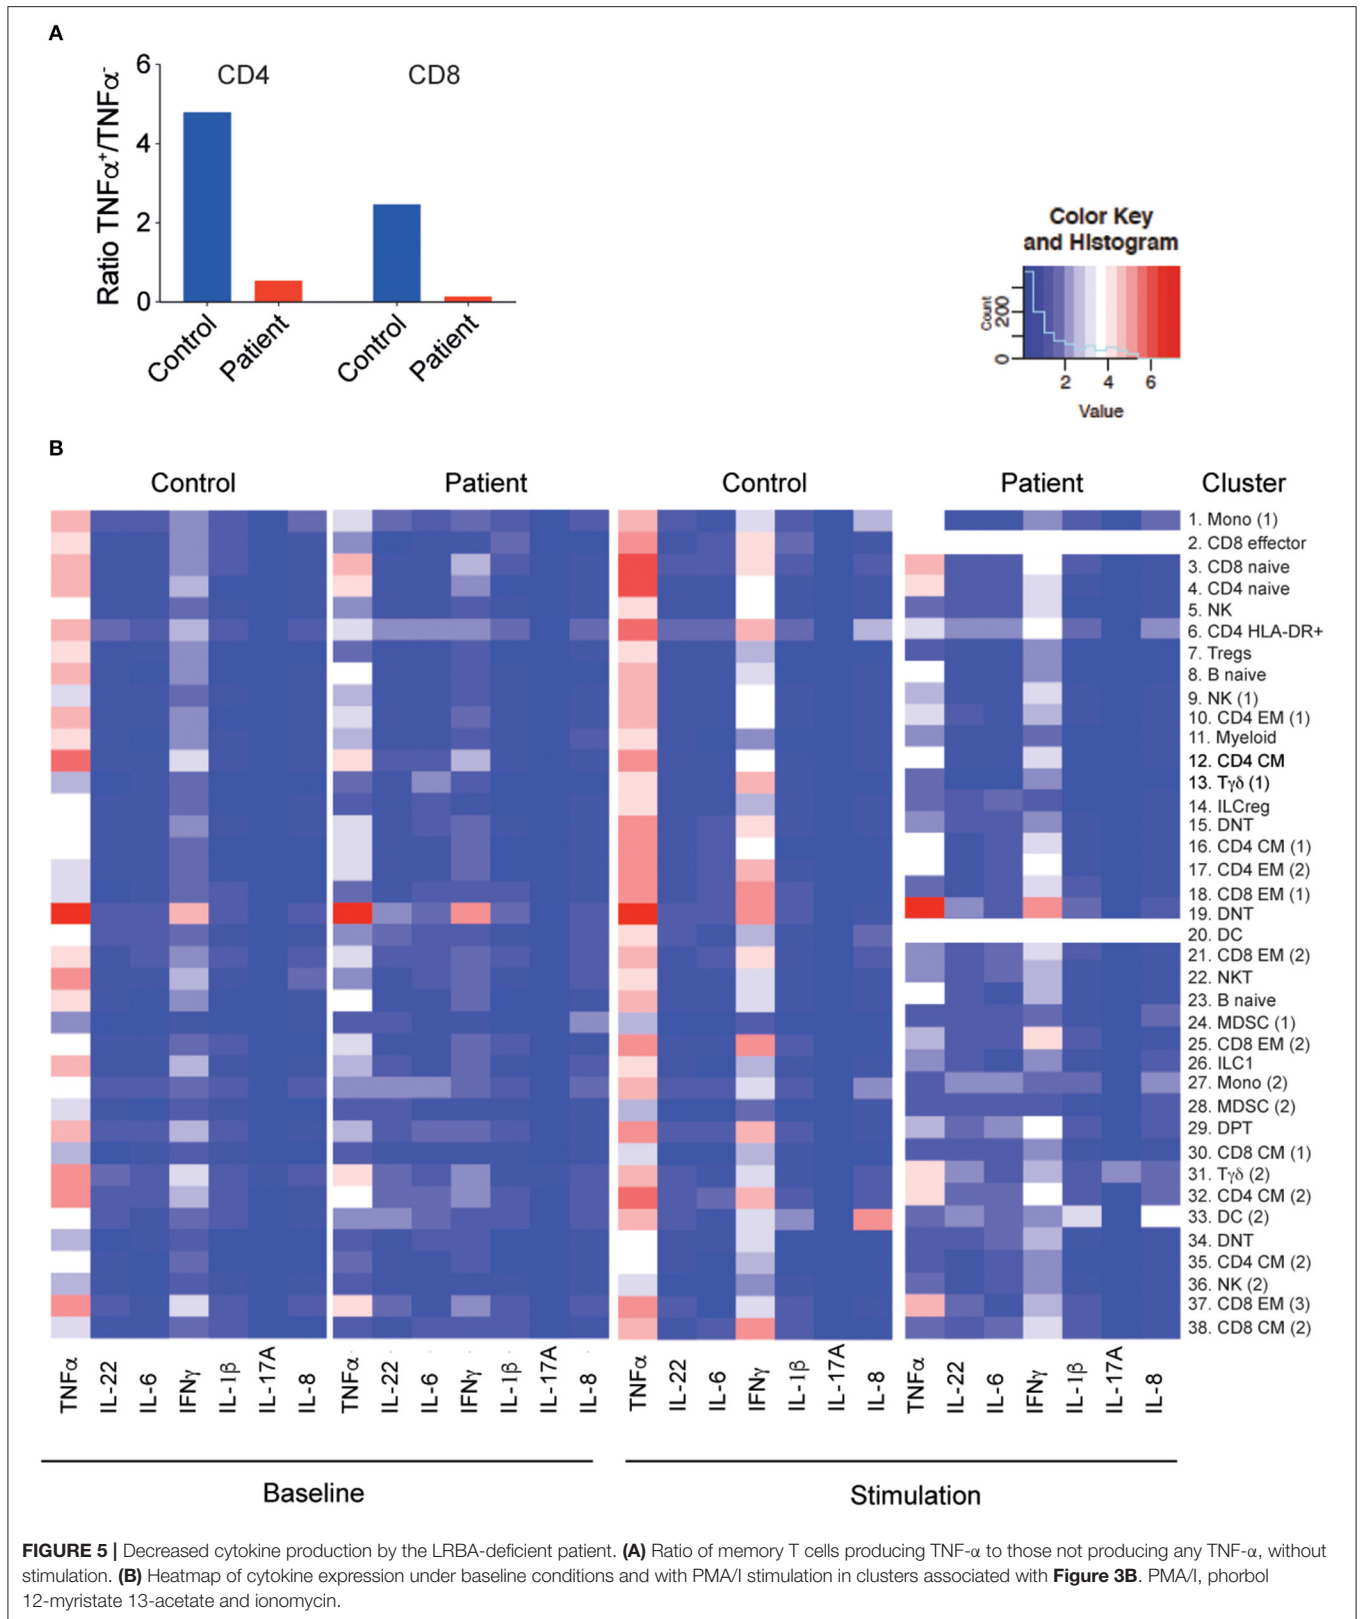 A
CD4 CD8
Ratio TNFα⁺/TNFα⁻
6
4
2
0
Control Patient Control Patient
Color Key
and Histogram
Count
0 200
2 4 6
Value
B
Control Patient Control Patient Cluster
1. Mono (1)
2. CD8 effector
3. CD8 naive
4. CD4 naive
5. NK
6. CD4 HLA-DR+
7. Tregs
8. B naive
9. NK (1)
10. CD4 EM (1)
11. Myeloid
12. CD4 CM
13. Tγδ (1)
14. ILCreg
15. DNT
16. CD4 CM (1)
17. CD4 EM (2)
18. CD8 EM (1)
19. DNT
20. DC
21. CD8 EM (2)
22. NKT
23. B naive
24. MDSC (1)
25. CD8 EM (2)
26. ILC1
27. Mono (2)
28. MDSC (2)
29. DPT
30. CD8 CM (1)
31. Tγδ (2)
32. CD4 CM (2)
33. DC (2)
34. DNT
35. CD4 CM (2)
36. NK (2)
37. CD8 EM (3)
38. CD8 CM (2)
TNFα IL-22 IL-6 IFNγ IL-1β IL-17A IL-8 TNFα IL-22 IL-6 IFNγ IL-1β IL-17A IL-8 TNFα IL-22 IL-6 IFNγ IL-1β IL-17A IL-8 TNFα IL-22 IL-6 IFNγ IL-1β IL-17A IL-8
Baseline Stimulation
FIGURE 5 | Decreased cytokine production by the LRBA-deficient patient. (A) Ratio of memory T cells producing TNF-α to those not producing any TNF-α, without
stimulation. (B) Heatmap of cytokine expression under baseline conditions and with PMA/I stimulation in clusters associated with Figure 3B. PMA/I, phorbol
12-myristate 13-acetate and ionomycin.